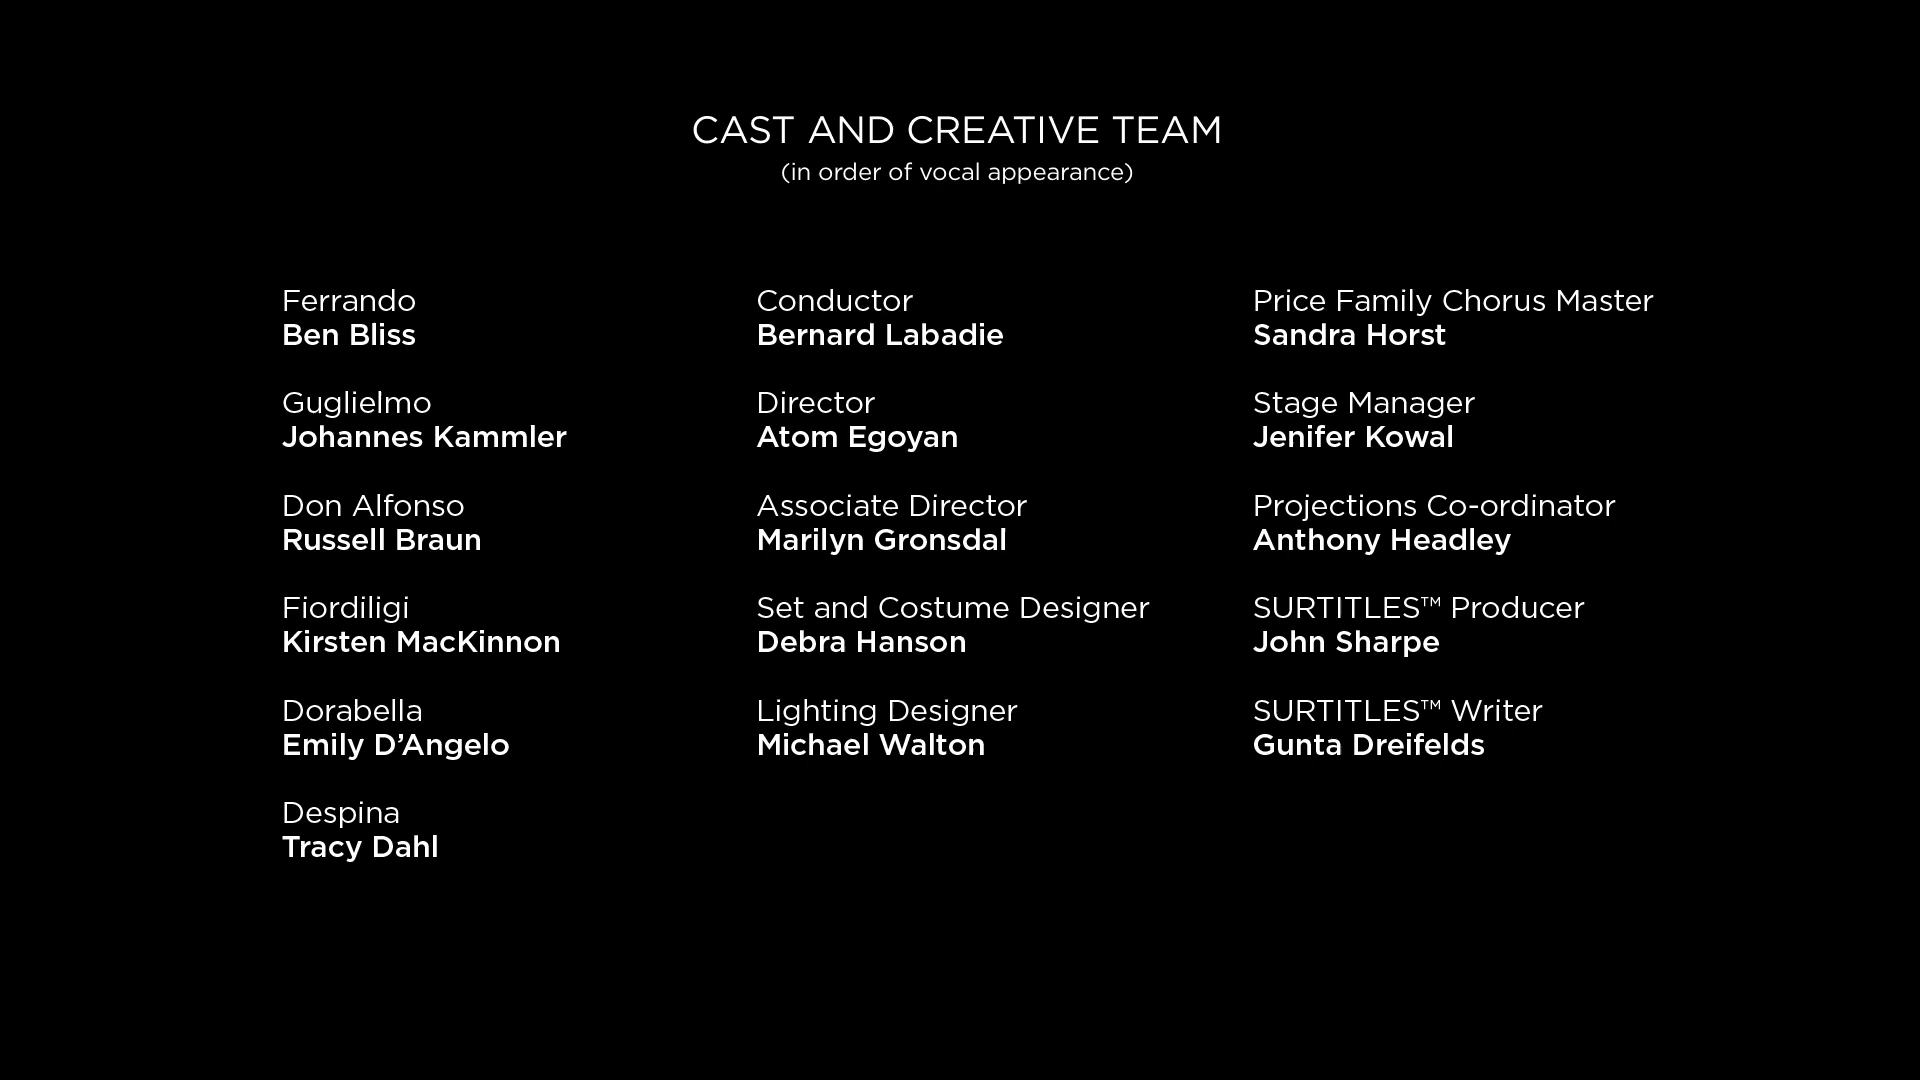 CAST AND CREATIVE TEAM
(in order of vocal appearance)
Ferrando
Ben Bliss
Guglielmo
Johannes Kammler
Don Alfonso
Russell Braun
Fiordiligi
Kirsten MacKinnon
Dorabella
Emily D’Angelo
Despina
Tracy Dahl
Conductor
Bernard Labadie
Director
Atom Egoyan
Associate Director
Marilyn Gronsdal
Set and Costume Designer
Debra Hanson
Lighting Designer
Michael Walton
Price Family Chorus Master
Sandra Horst
Stage Manager
Jenifer Kowal
Projections Co-ordinator
Anthony Headley
SURTITLES™ Producer
John Sharpe
SURTITLES™ Writer
Gunta Dreifelds